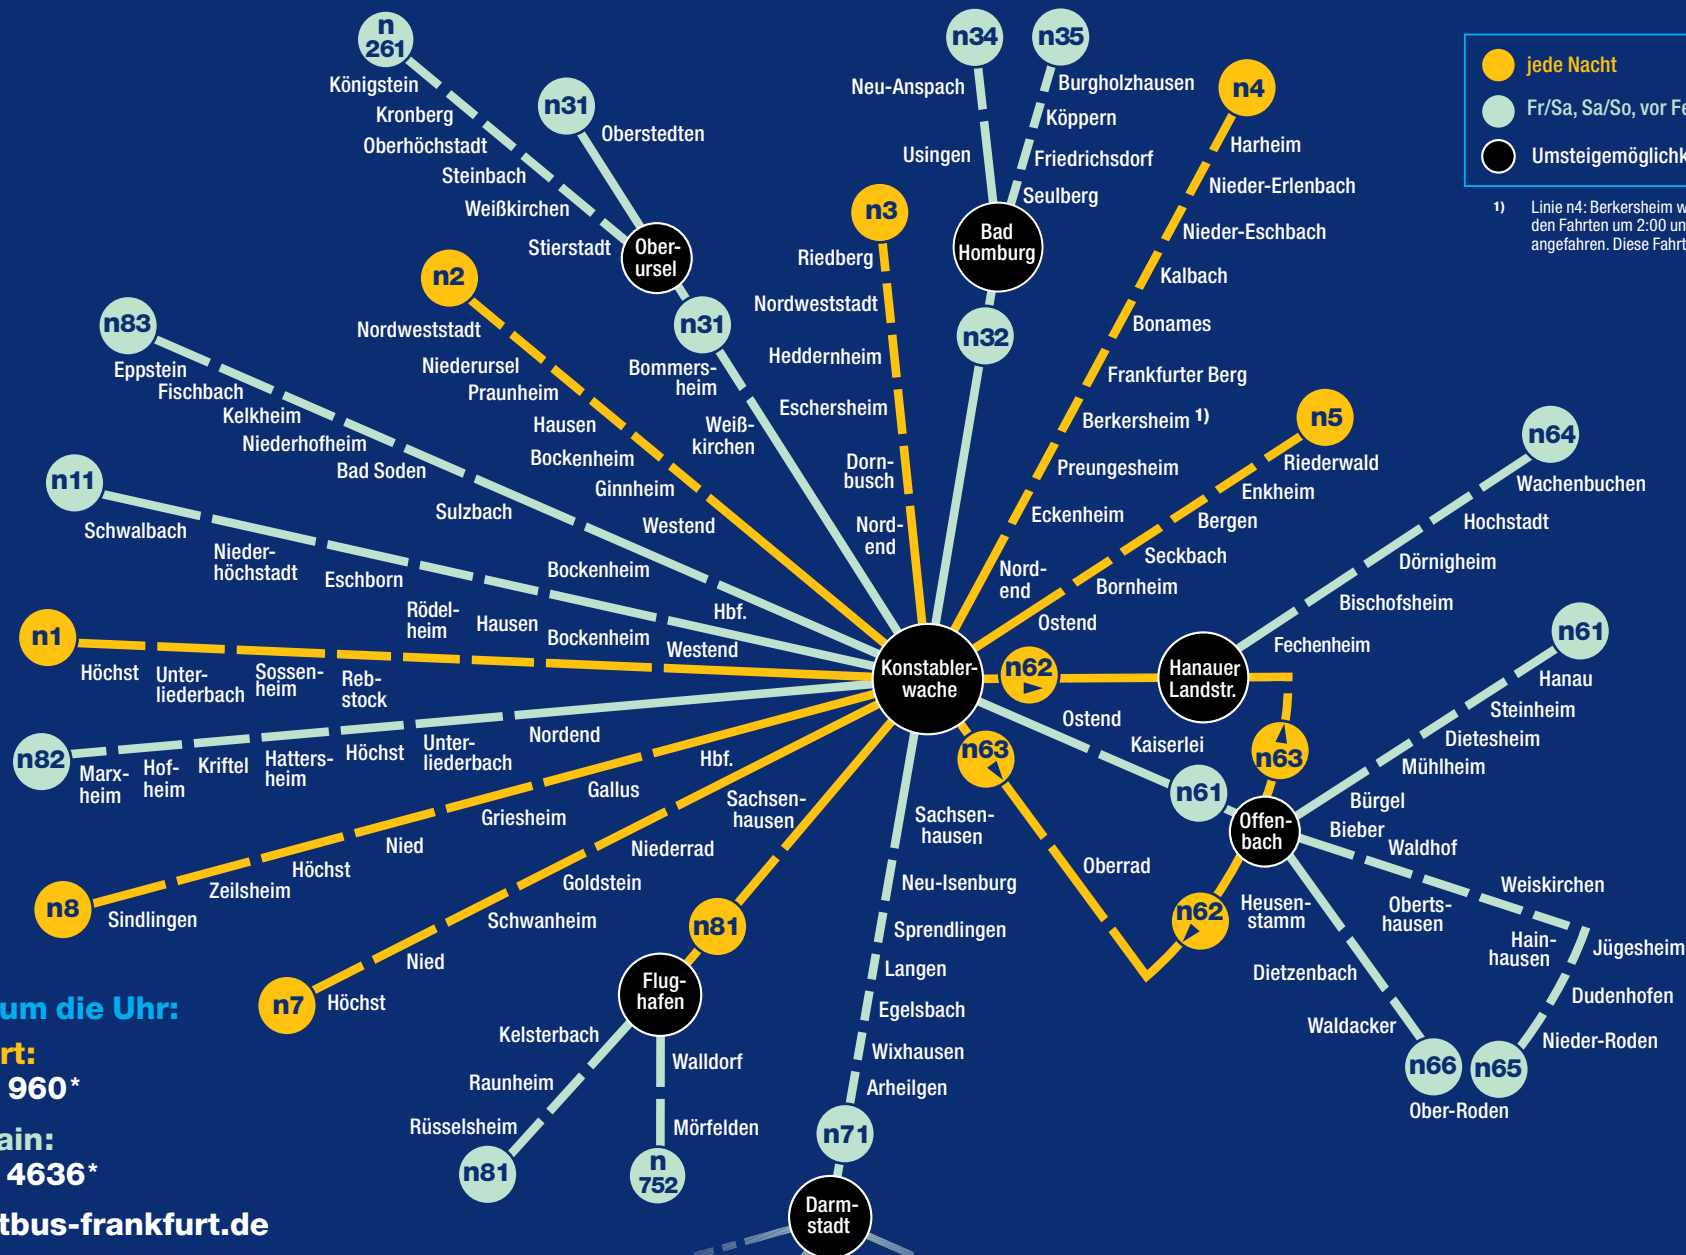 n
261
Königstein
Kronberg
Oberhöchstadt
Steinbach
Weißkirchen
Stierstadt
n31
Oberstedten
Ober-
ursel
n31
Bommers-
heim
Weiß-
kirchen
n34
Neu-Anspach
Usingen
n35
Burgholzhausen
Köppern
Friedrichsdorf
Seulberg
Bad
Homburg
n32
n4
Harheim
Nieder-Erlenbach
Nieder-Eschbach
Kalbach
Bonames
Frankfurter Berg
Berkersheim 1)
Preungesheim
Eckenheim
Nord-
end
jede Nacht
Fr/Sa, Sa/So, vor
Linie n4: Berkersheim
1)
den Fahrten um 2:00
angefahren. Diese
n3
Riedberg
Nordweststadt
Heddernheim
Eschersheim
Dorn-
busch
Nord-
end
n2
Nordweststadt
Niederursel
Praunheim
Hausen
Bockenheim
Ginnheim
Westend
n83
Eppstein
Fischbach
Kelkheim
Niederhofheim
Bad Soden
Sulzbach
Bockenheim
Hbf.
n11
Schwalbach
Nieder-
höchstadt
Eschborn
Rödel-
heim
Hausen
Bockenheim
Westend
n1
Höchst
Unter-
liederbach
Sossen-
heim
Reb-
stock
n82
Marx-
heim
Hof-
heim
Kriftel
Hatters-
heim
Höchst
Unter-
liederbach
Nordend
n8
Sindlingen
Zeilsheim
Höchst
Nied
Griesheim
Gallus
Hbf.
n7
Höchst
Nied
Schwanheim
Goldstein
Niederrad
Sachsen-
hausen
n81
Flug-
hafen
Kelsterbach
Raunheim
Rüsselsheim
n81
Walldorf
Mörfelden
n
752
Konstabler-
wache
n5
Riederwald
Enkheim
Bergen
Seckbach
Bornheim
Ostend
n64
Wachenbuchen
Hochstadt
Dörnigheim
Bischofsheim
Fechenheim
Hanauer
Landstr.
n62
n63
n63
Oberrad
n62
Ostend
Kaiserlei
n61
Offen-
bach
n61
Hanau
Steinheim
Dietesheim
Mühlheim
Bürgel
Bieber
Waldhof
Weiskirchen
Oberts-
hausen
Hain-
hausen
Jügesheim
Dudenhofen
Nieder-Roden
n65
Heusen-
stamm
Dietzenbach
Waldacker
n66
Ober-Roden
Sachsen-
hausen
Neu-Isenburg
Sprendlingen
Langen
Egelsbach
Wixhausen
Arheilgen
n71
Darm-
stadt
um die Uhr:
960*
4636*
tbus-frankfurt.de